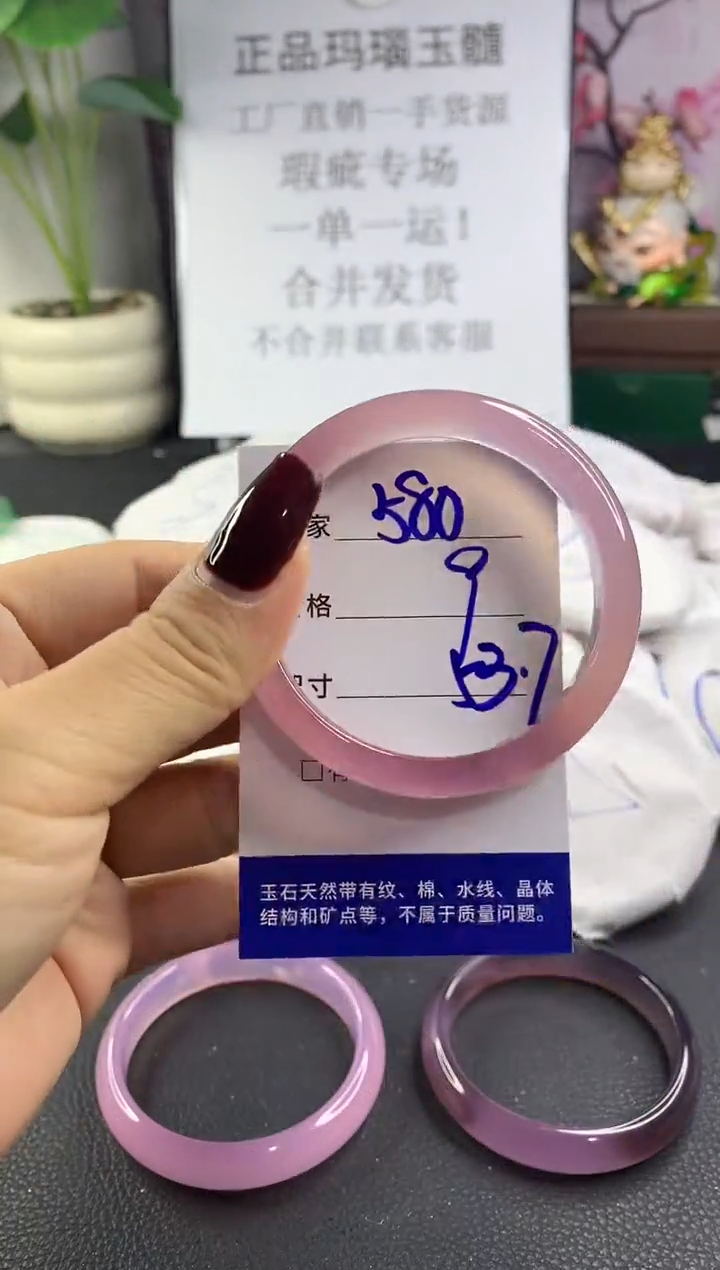 正品玛瑙玉髓
工厂直销一手货源
瑕疵专场
一单一运！
合并发货
不合并联系客服
家 580
格
寸 53.7
玉石天然带有纹、棉、水线、晶体
结构和矿点等，不属于质量问题。